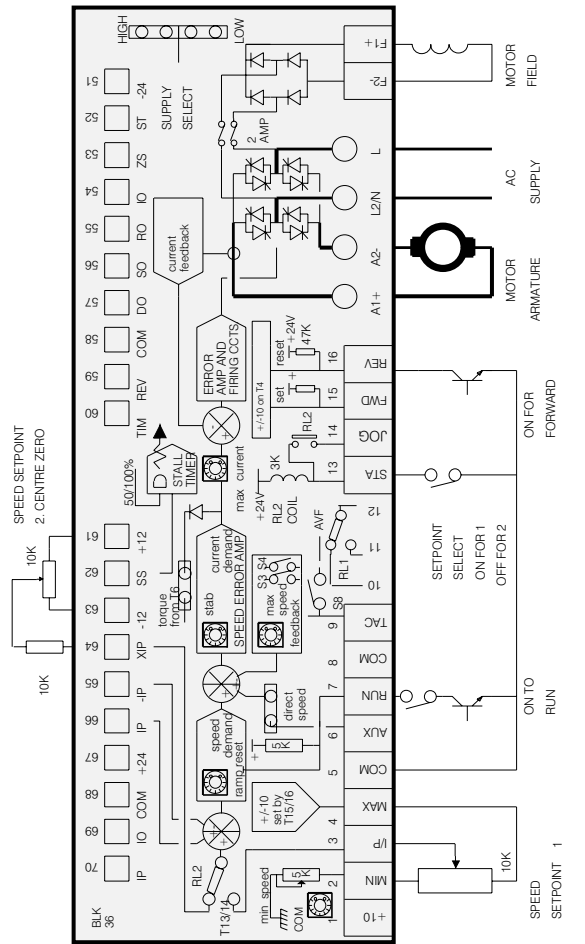 SPEED SETPOINT
2. CENTRE ZERO
10K
10K
BLK
36
70
69
68
67
66
65
64
63
62
61
60
59
58
57
56
55
54
53
52
51
IP
IO
COM
+24
IP
-IP
XIP
-12
SS
+12
TIM
REV
COM
DO
SO
RO
IO
ZS
ST
-24
HIGH
LOW
SUPPLY
SELECT
50/100%
STALL
TIMER
torque
from T6
current
feedback
2
AMP
RL2
T13/14
speed
demand
ramp reset
stab
current
demand
SPEED ERROR AMP
max current
+
-
ERROR
AMP AND
FIRING CCTS
direct
speed
S3 S4
max
speed
feedback
min speed
COM
5
K
+/-10
set by
T15/16
+
5
K
S8
AVF
RL1
+24V
RL2
COIL
3K
RL2
+/-10 on T4
set
+
reset
+24V
47K
1
2
3
4
5
6
7
8
9
10
11
12
13
14
15
16
+10
MIN
I/P
MAX
COM
AUX
RUN
COM
TAC
STA
JOG
FWD
REV
A1+
A2-
L2/N
L
F2-
F1+
10K
SPEED
SETPOINT 1
ON TO
RUN
SETPOINT
SELECT
ON FOR 1
OFF FOR 2
ON FOR
FORWARD
MOTOR
ARMATURE
AC
SUPPLY
MOTOR
FIELD